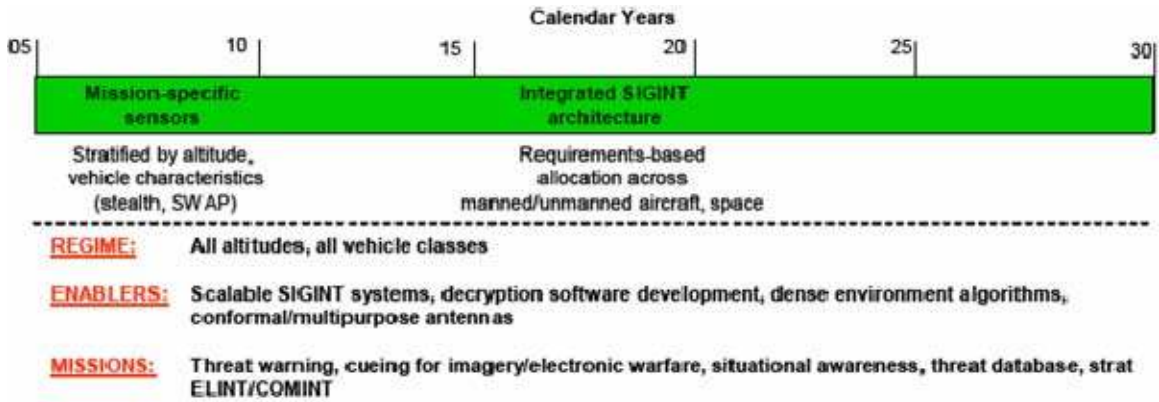 Calendar Years
05 10 15 20 25 30
Mission-specific Integrated SIGINT
sensors architecture
Stratified by altitude, Requirements-based
vehicle characteristics allocation across
(stealth, SWAP) manned/unmanned aircraft, space
REGIME: All altitudes, all vehicle classes
ENABLERS: Scalable SIGINT systems, decryption software development, dense environment algorithms,
conformal/multipurpose antennas
MISSIONS: Threat warning, cueing for imagery/electronic warfare, situational awareness, threat database, strat
ELINT/COMINT